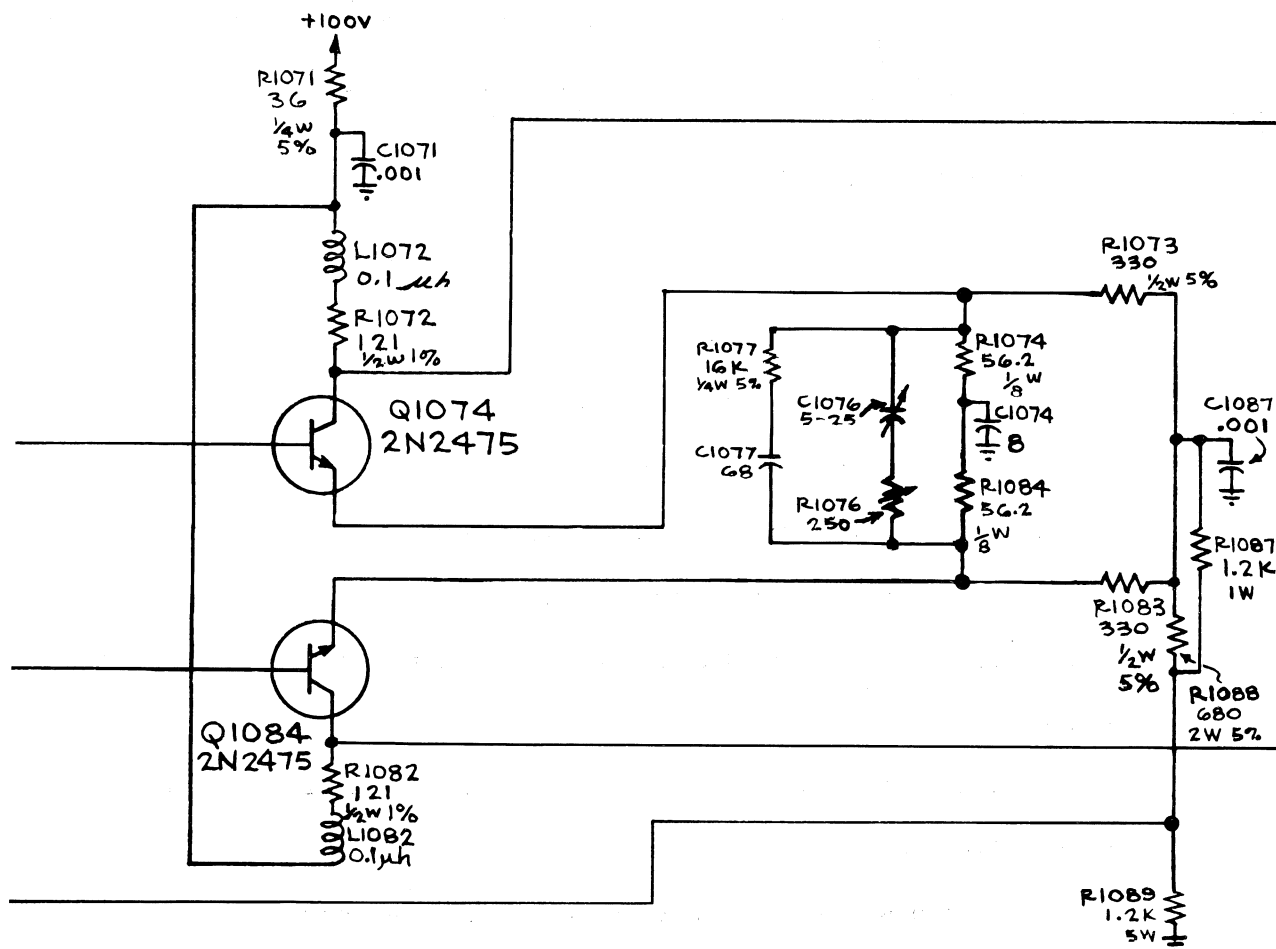 +100V
R1071
36
1/4W
5%
C1071
.001
L1072
0.1 µh
R1072
121
1/2W 1%
Q1074
2N2475
R1073
330
1/2W 5%
R1077
16K
1/4W 5%
C1077
68
C1076
5-25
R1076
250
R1074
56.2
1/8W
C1074
8
R1084
56.2
1/8W
C1087
.001
R1087
1.2K
1W
R1083
330
1/2W
5%
R1088
680
2W 5%
Q1084
2N2475
R1082
121
1/2W 1%
L1082
0.1µh
R1089
1.2K
5W